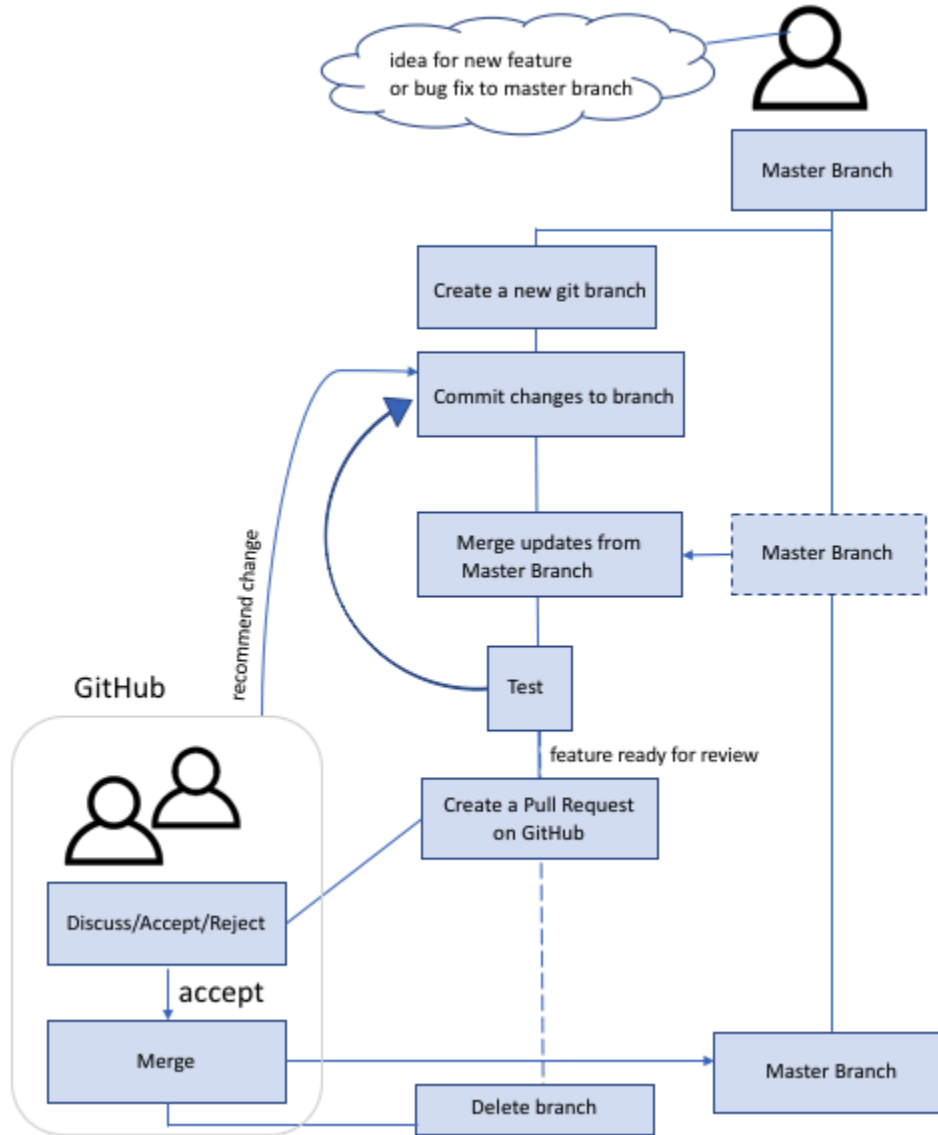 idea for new feature
or bug fix to master branch
Master Branch
Create a new git branch
Commit changes to branch
Merge updates from
Master Branch
Master Branch
recommend change
Test
GitHub
feature ready for review
Create a Pull Request
on GitHub
Discuss/Accept/Reject
accept
Merge
Master Branch
Delete branch